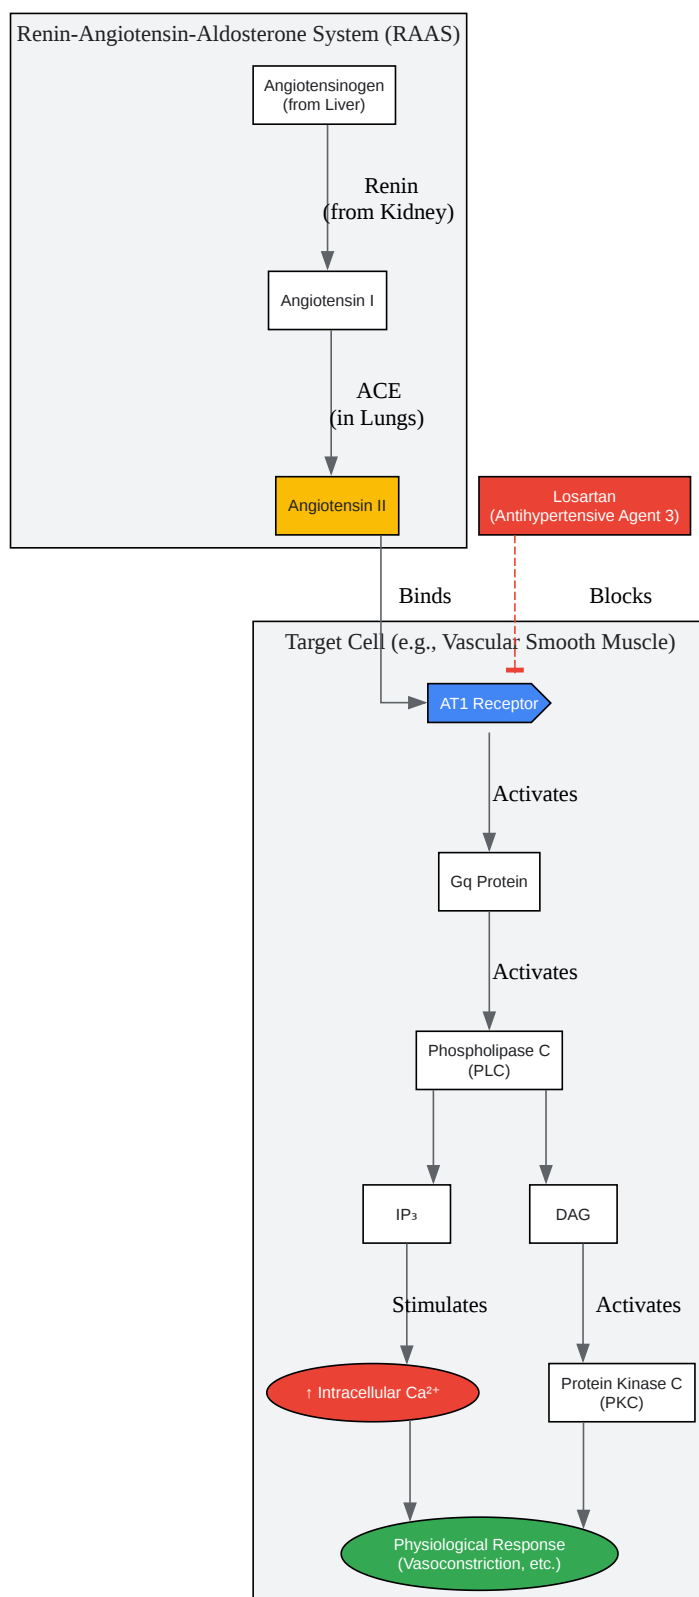 Renin-Angiotensin-Aldosterone System (RAAS)
Angiotensinogen
(from Liver)
Renin
(from Kidney)
Angiotensin I
ACE
(in Lungs)
Angiotensin II
Losartan
(Antihypertensive Agent 3)
Binds
Blocks
Target Cell (e.g., Vascular Smooth Muscle)
AT1 Receptor
Activates
Gq Protein
Activates
Phospholipase C
(PLC)
IP₃
DAG
Stimulates
Activates
↑ Intracellular Ca²⁺
Protein Kinase C
(PKC)
Physiological Response
(Vasoconstriction, etc.)